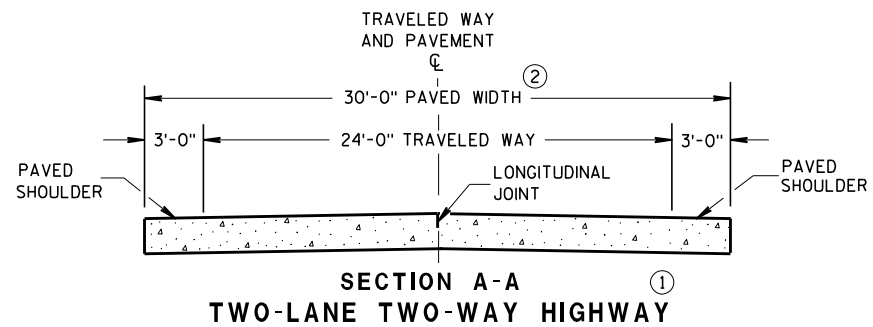 TRAVELED WAY
AND PAVEMENT
℄
30'-0" PAVED WIDTH ②
3'-0" 24'-0" TRAVELED WAY 3'-0"
PAVED
SHOULDER
LONGITUDINAL
JOINT
PAVED
SHOULDER
SECTION A-A ①
TWO-LANE TWO-WAY HIGHWAY